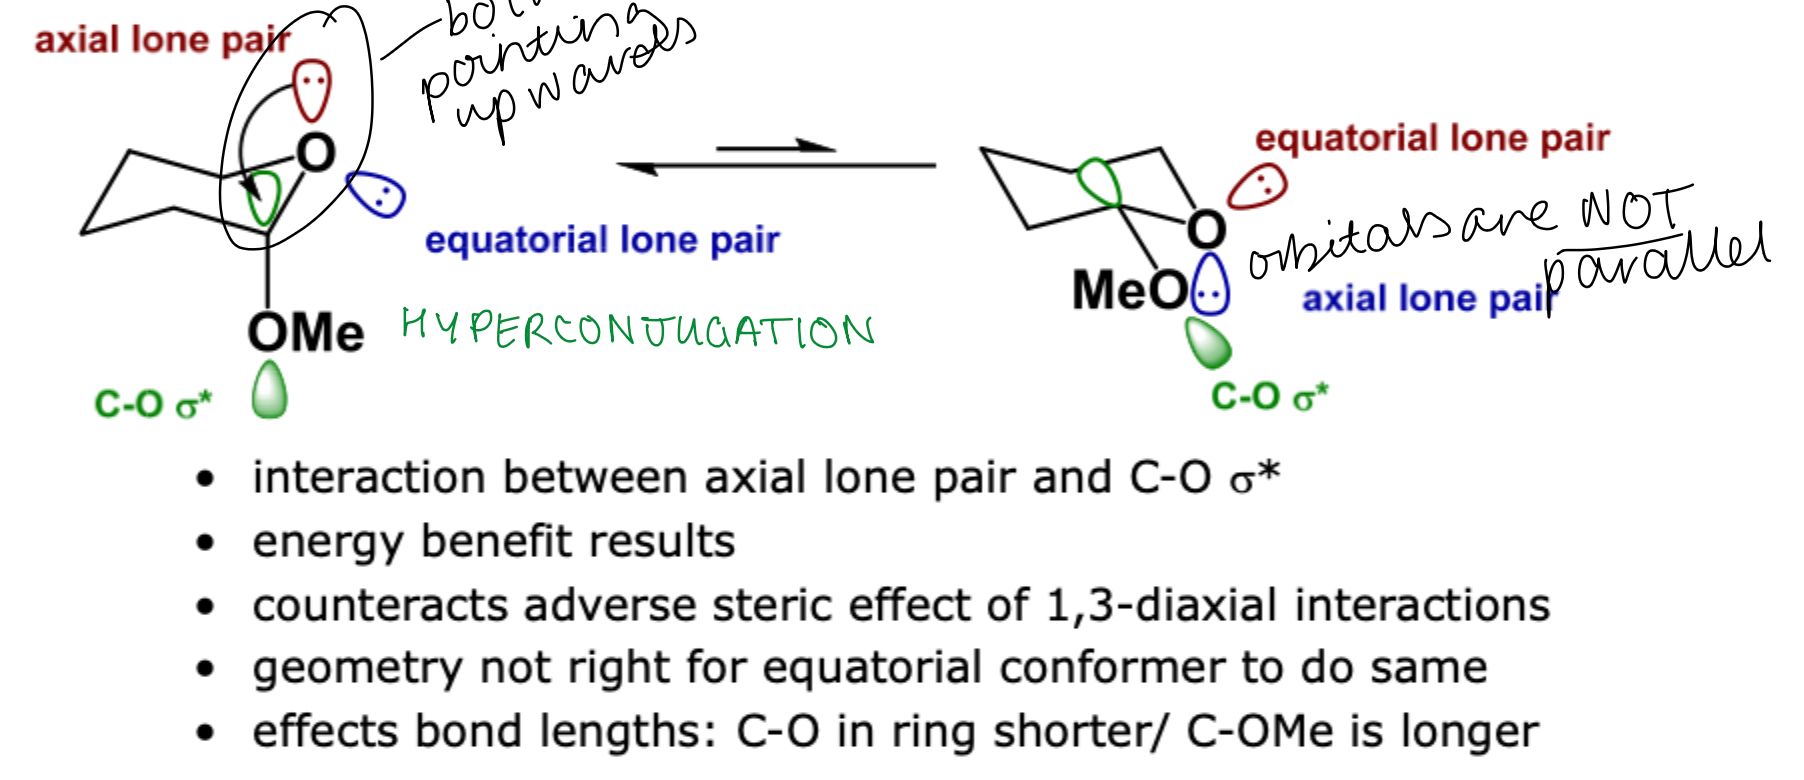 axial lone pair
pointing
upwards
O
equatorial lone pair
OMe
HYPERCONJUGATION
C-O σ*
equatorial lone pair
O
orbitals are NOT
parallel
MeO
axial lone pair
C-O σ*
• interaction between axial lone pair and C-O σ*
• energy benefit results
• counteracts adverse steric effect of 1,3-diaxial interactions
• geometry not right for equatorial conformer to do same
• effects bond lengths: C-O in ring shorter/ C-OMe is longer